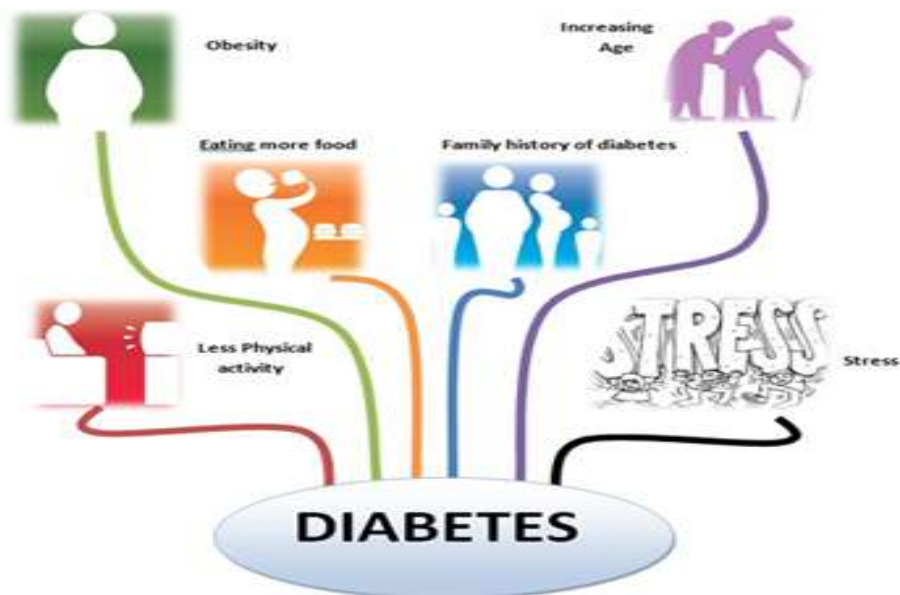 Obesity
Increasing
Age
Eating more food
Family history of diabetes
Less Physical
activity
STRESS
Stress
DIABETES